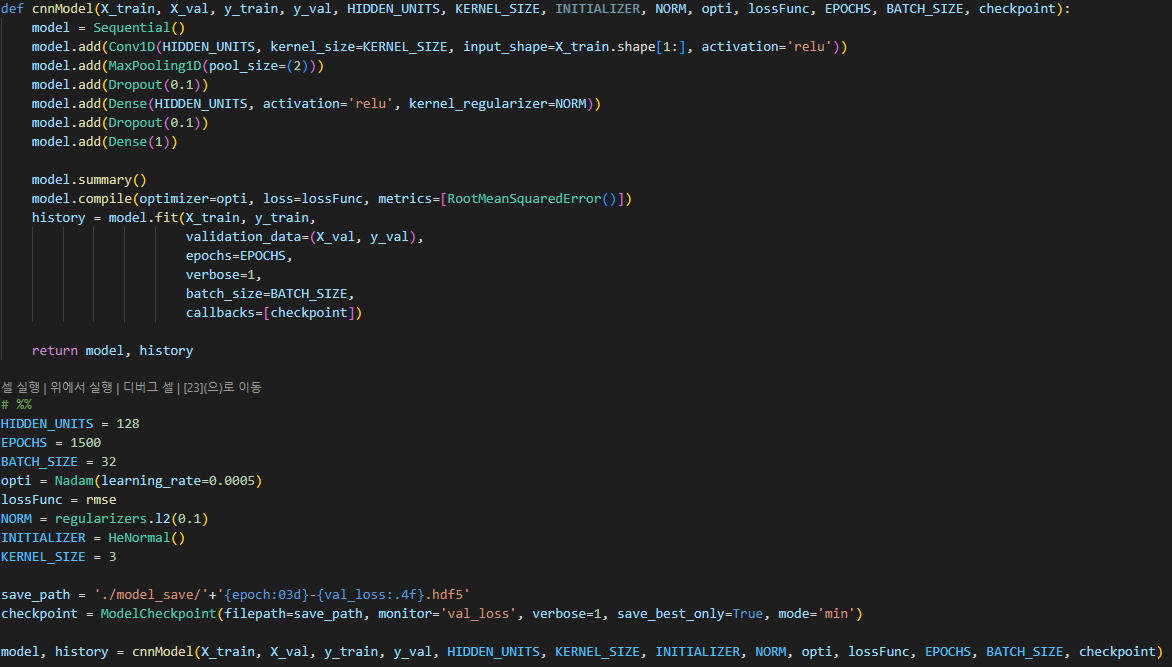 def cnnModel(X_train, X_val, y_train, y_val, HIDDEN_UNITS, KERNEL_SIZE, INITIALIZER, NORM, opti, lossFunc, EPOCHS, BATCH_SIZE, checkpoint):
    model = Sequential()
    model.add(Conv1D(HIDDEN_UNITS, kernel_size=KERNEL_SIZE, input_shape=X_train.shape[1:], activation='relu'))
    model.add(MaxPooling1D(pool_size=(2)))
    model.add(Dropout(0.1))
    model.add(Dense(HIDDEN_UNITS, activation='relu', kernel_regularizer=NORM))
    model.add(Dropout(0.1))
    model.add(Dense(1))

    model.summary()
    model.compile(optimizer=opti, loss=lossFunc, metrics=[RootMeanSquaredError()])
    history = model.fit(X_train, y_train,
                        validation_data=(X_val, y_val),
                        epochs=EPOCHS,
                        verbose=1,
                        batch_size=BATCH_SIZE,
                        callbacks=[checkpoint])

    return model, history

셀 실행 | 위에서 실행 | 디버그 셀 | [23](으)로 이동
# %%
HIDDEN_UNITS = 128
EPOCHS = 1500
BATCH_SIZE = 32
opti = Nadam(learning_rate=0.0005)
lossFunc = rmse
NORM = regularizers.l2(0.1)
INITIALIZER = HeNormal()
KERNEL_SIZE = 3

save_path = './model_save/'+'{epoch:03d}-{val_loss:.4f}.hdf5'
checkpoint = ModelCheckpoint(filepath=save_path, monitor='val_loss', verbose=1, save_best_only=True, mode='min')

model, history = cnnModel(X_train, X_val, y_train, y_val, HIDDEN_UNITS, KERNEL_SIZE, INITIALIZER, NORM, opti, lossFunc, EPOCHS, BATCH_SIZE, checkpoint)